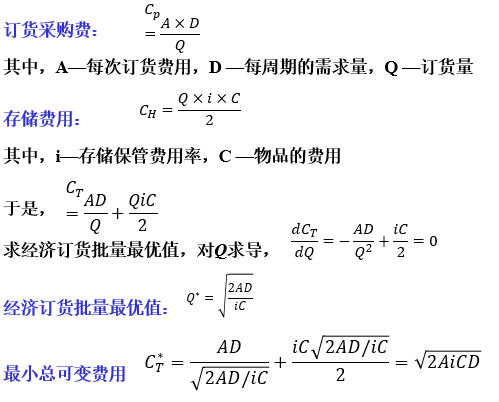 订货采购费： C_p = \frac{A × D}{Q}
其中，A—每次订货费用，D —每周期的需求量，Q —订货量
存储费用： C_H = \frac{Q × i × C}{2}
其中，i—存储保管费用率，C —物品的费用
于是， C_T = \frac{AD}{Q} + \frac{QiC}{2}
求经济订货批量最优值，对Q求导， \frac{dC_T}{dQ} = -\frac{AD}{Q^2} + \frac{iC}{2} = 0
经济订货批量最优值： Q^* = \sqrt{\frac{2AD}{iC}}
最小总可变费用 C_T^* = \frac{AD}{\sqrt{2AD/iC}} + \frac{iC\sqrt{2AD/iC}}{2} = \sqrt{2AiCD}